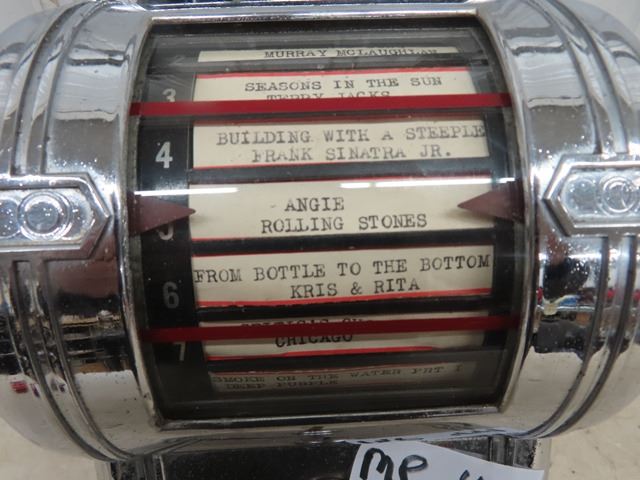 MURRAY MCLAUGHLAN
3
SEASONS IN THE SUN
TERRY JACKS
4
BUILDING WITH A STEEPLE
FRANK SINATRA JR.
5
ANGIE
ROLLING STONES
6
FROM BOTTLE TO THE BOTTOM
KRIS & RITA
7
CHICAGO
SMOKE ON THE WATER PRT I
DEEP PURPLE